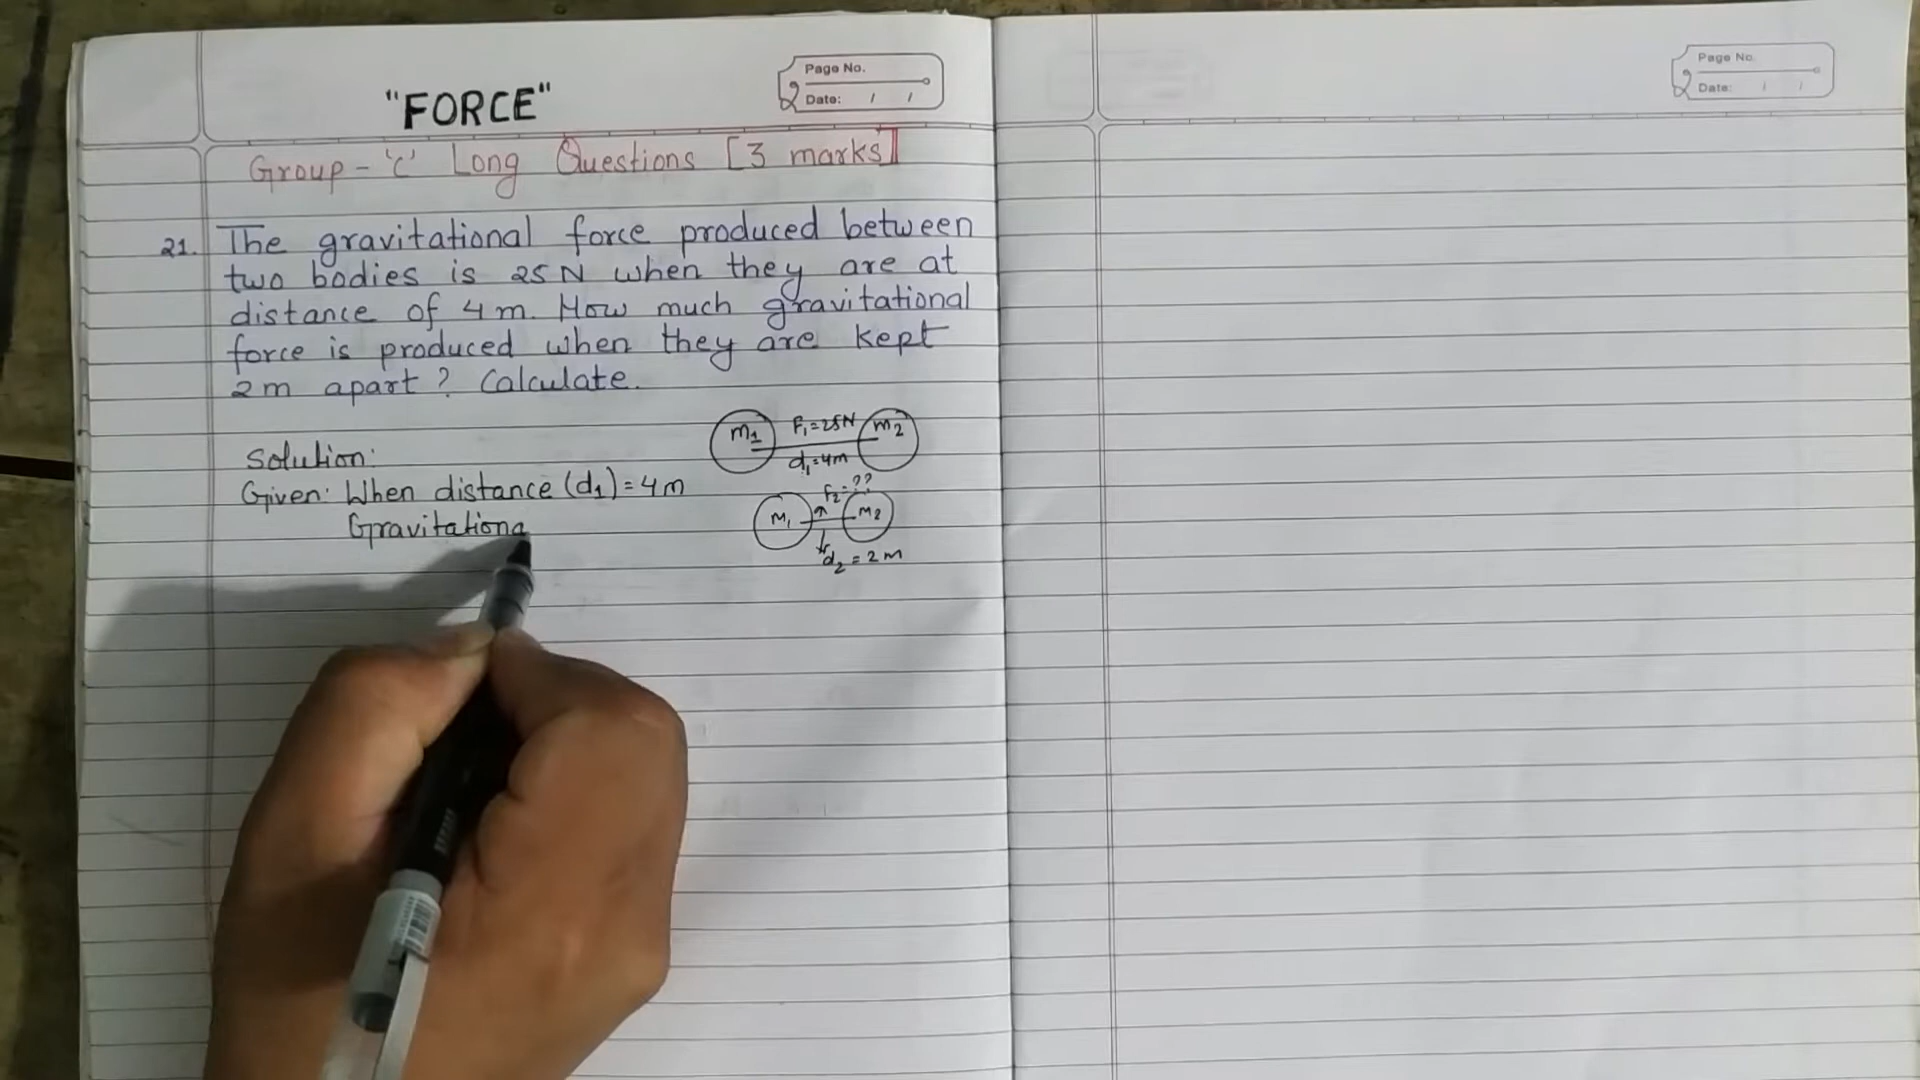 "FORCE"
Page No.
Date: / /
Group - 'C' Long Questions [3 marks]
21. The gravitational force produced between
two bodies is 25 N when they are at
distance of 4 m. How much gravitational
force is produced when they are kept
2 m apart? Calculate.
m1 F1=25N m2
d1=4m
Solution:
Given: When distance (d1) = 4 m
Gravitationa
F2=??
M1 M2
d2 = 2 m
Page No.
Date: / /